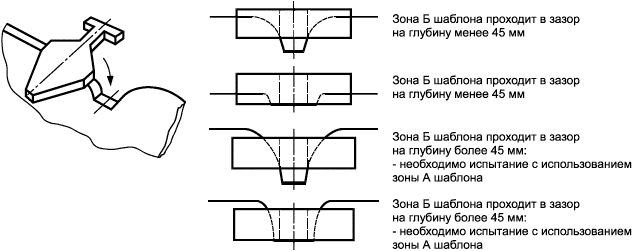 Зона Б шаблона проходит в зазор
на глубину менее 45 мм
Зона Б шаблона проходит в зазор
на глубину менее 45 мм
Зона Б шаблона проходит в зазор
на глубину более 45 мм:
- необходимо испытание с использованием
зоны А шаблона
Зона Б шаблона проходит в зазор
на глубину более 45 мм:
- необходимо испытание с использованием
зоны А шаблона